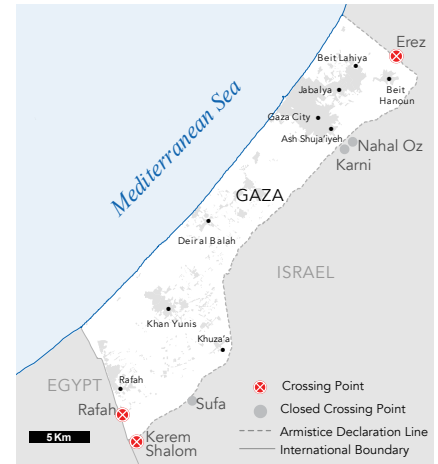 Erez
Beit Lahiya
Jabalya
Beit
Hanoun
Gaza City
Ash Shuja'iyeh
Nahal Oz
Karni
Mediterranean Sea
GAZA
Deir al Balah
ISRAEL
Khan Yunis
Khuza'a
EGYPT
Rafah
Rafah
Sufa
Kerem
Shalom
5 Km
Crossing Point
Closed Crossing Point
Armistice Declaration Line
International Boundary